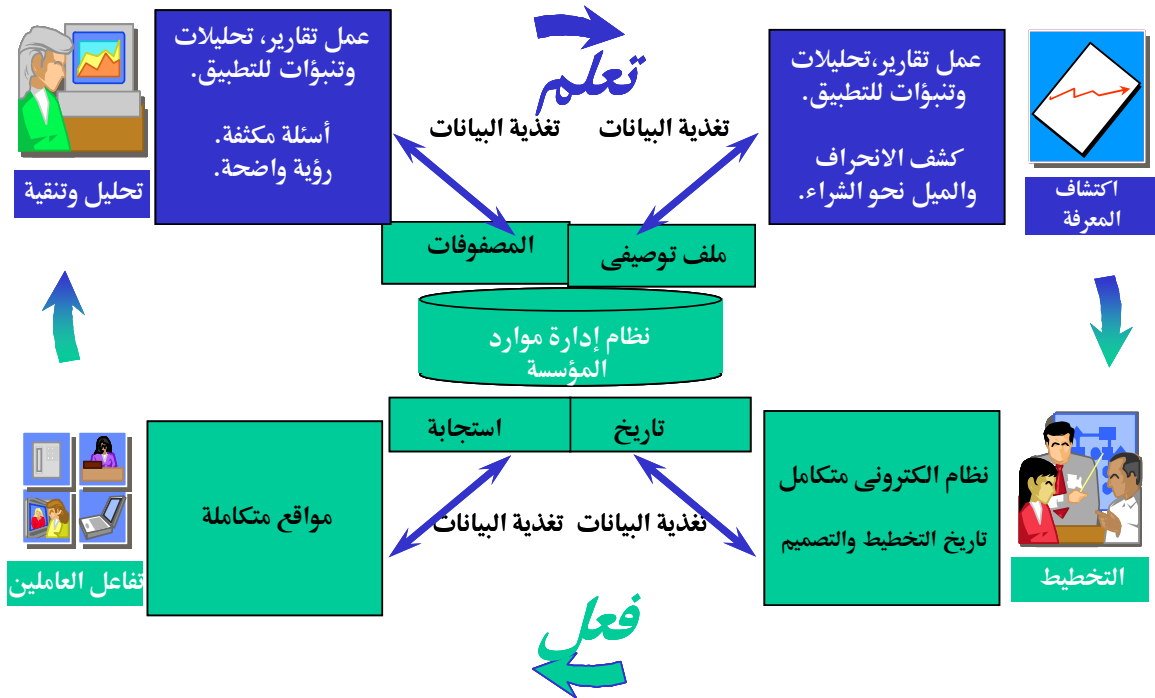 تعلم
عمل تقارير،تحليلات
وتنبؤات للتطبيق.
كشف الانحراف
والميل نحو الشراء.
اكتشاف
المعرفة
عمل تقارير، تحليلات
وتنبؤات للتطبيق.
أسئلة مكثفة.
رؤية واضحة.
تحليل وتنقية
تغذية البيانات
تغذية البيانات
ملف توصيفى
المصفوفات
نظام إدارة موارد
المؤسسة
تاريخ
استجابة
نظام الكترونى متكامل
تاريخ التخطيط والتصميم
التخطيط
مواقع متكاملة
تفاعل العاملين
تغذية البيانات
تغذية البيانات
فعل